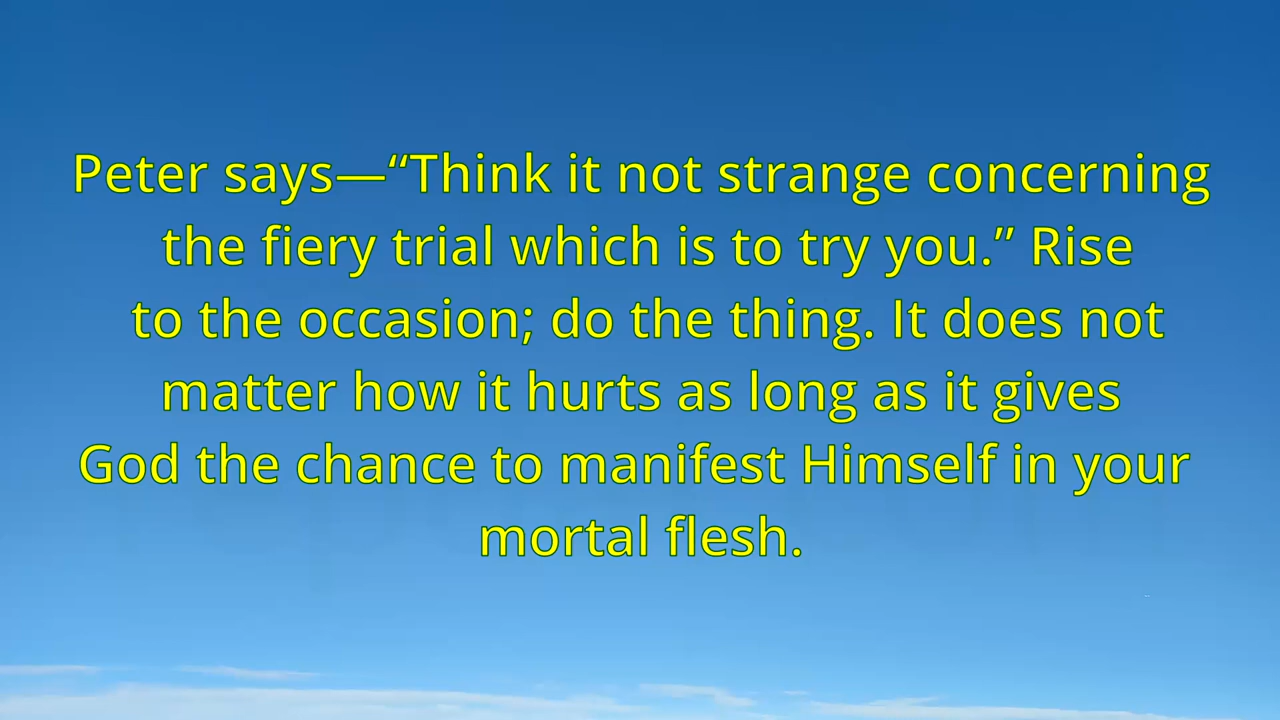 Peter says—“Think it not strange concerning
the fiery trial which is to try you.” Rise
to the occasion; do the thing. It does not
matter how it hurts as long as it gives
God the chance to manifest Himself in your
mortal flesh.